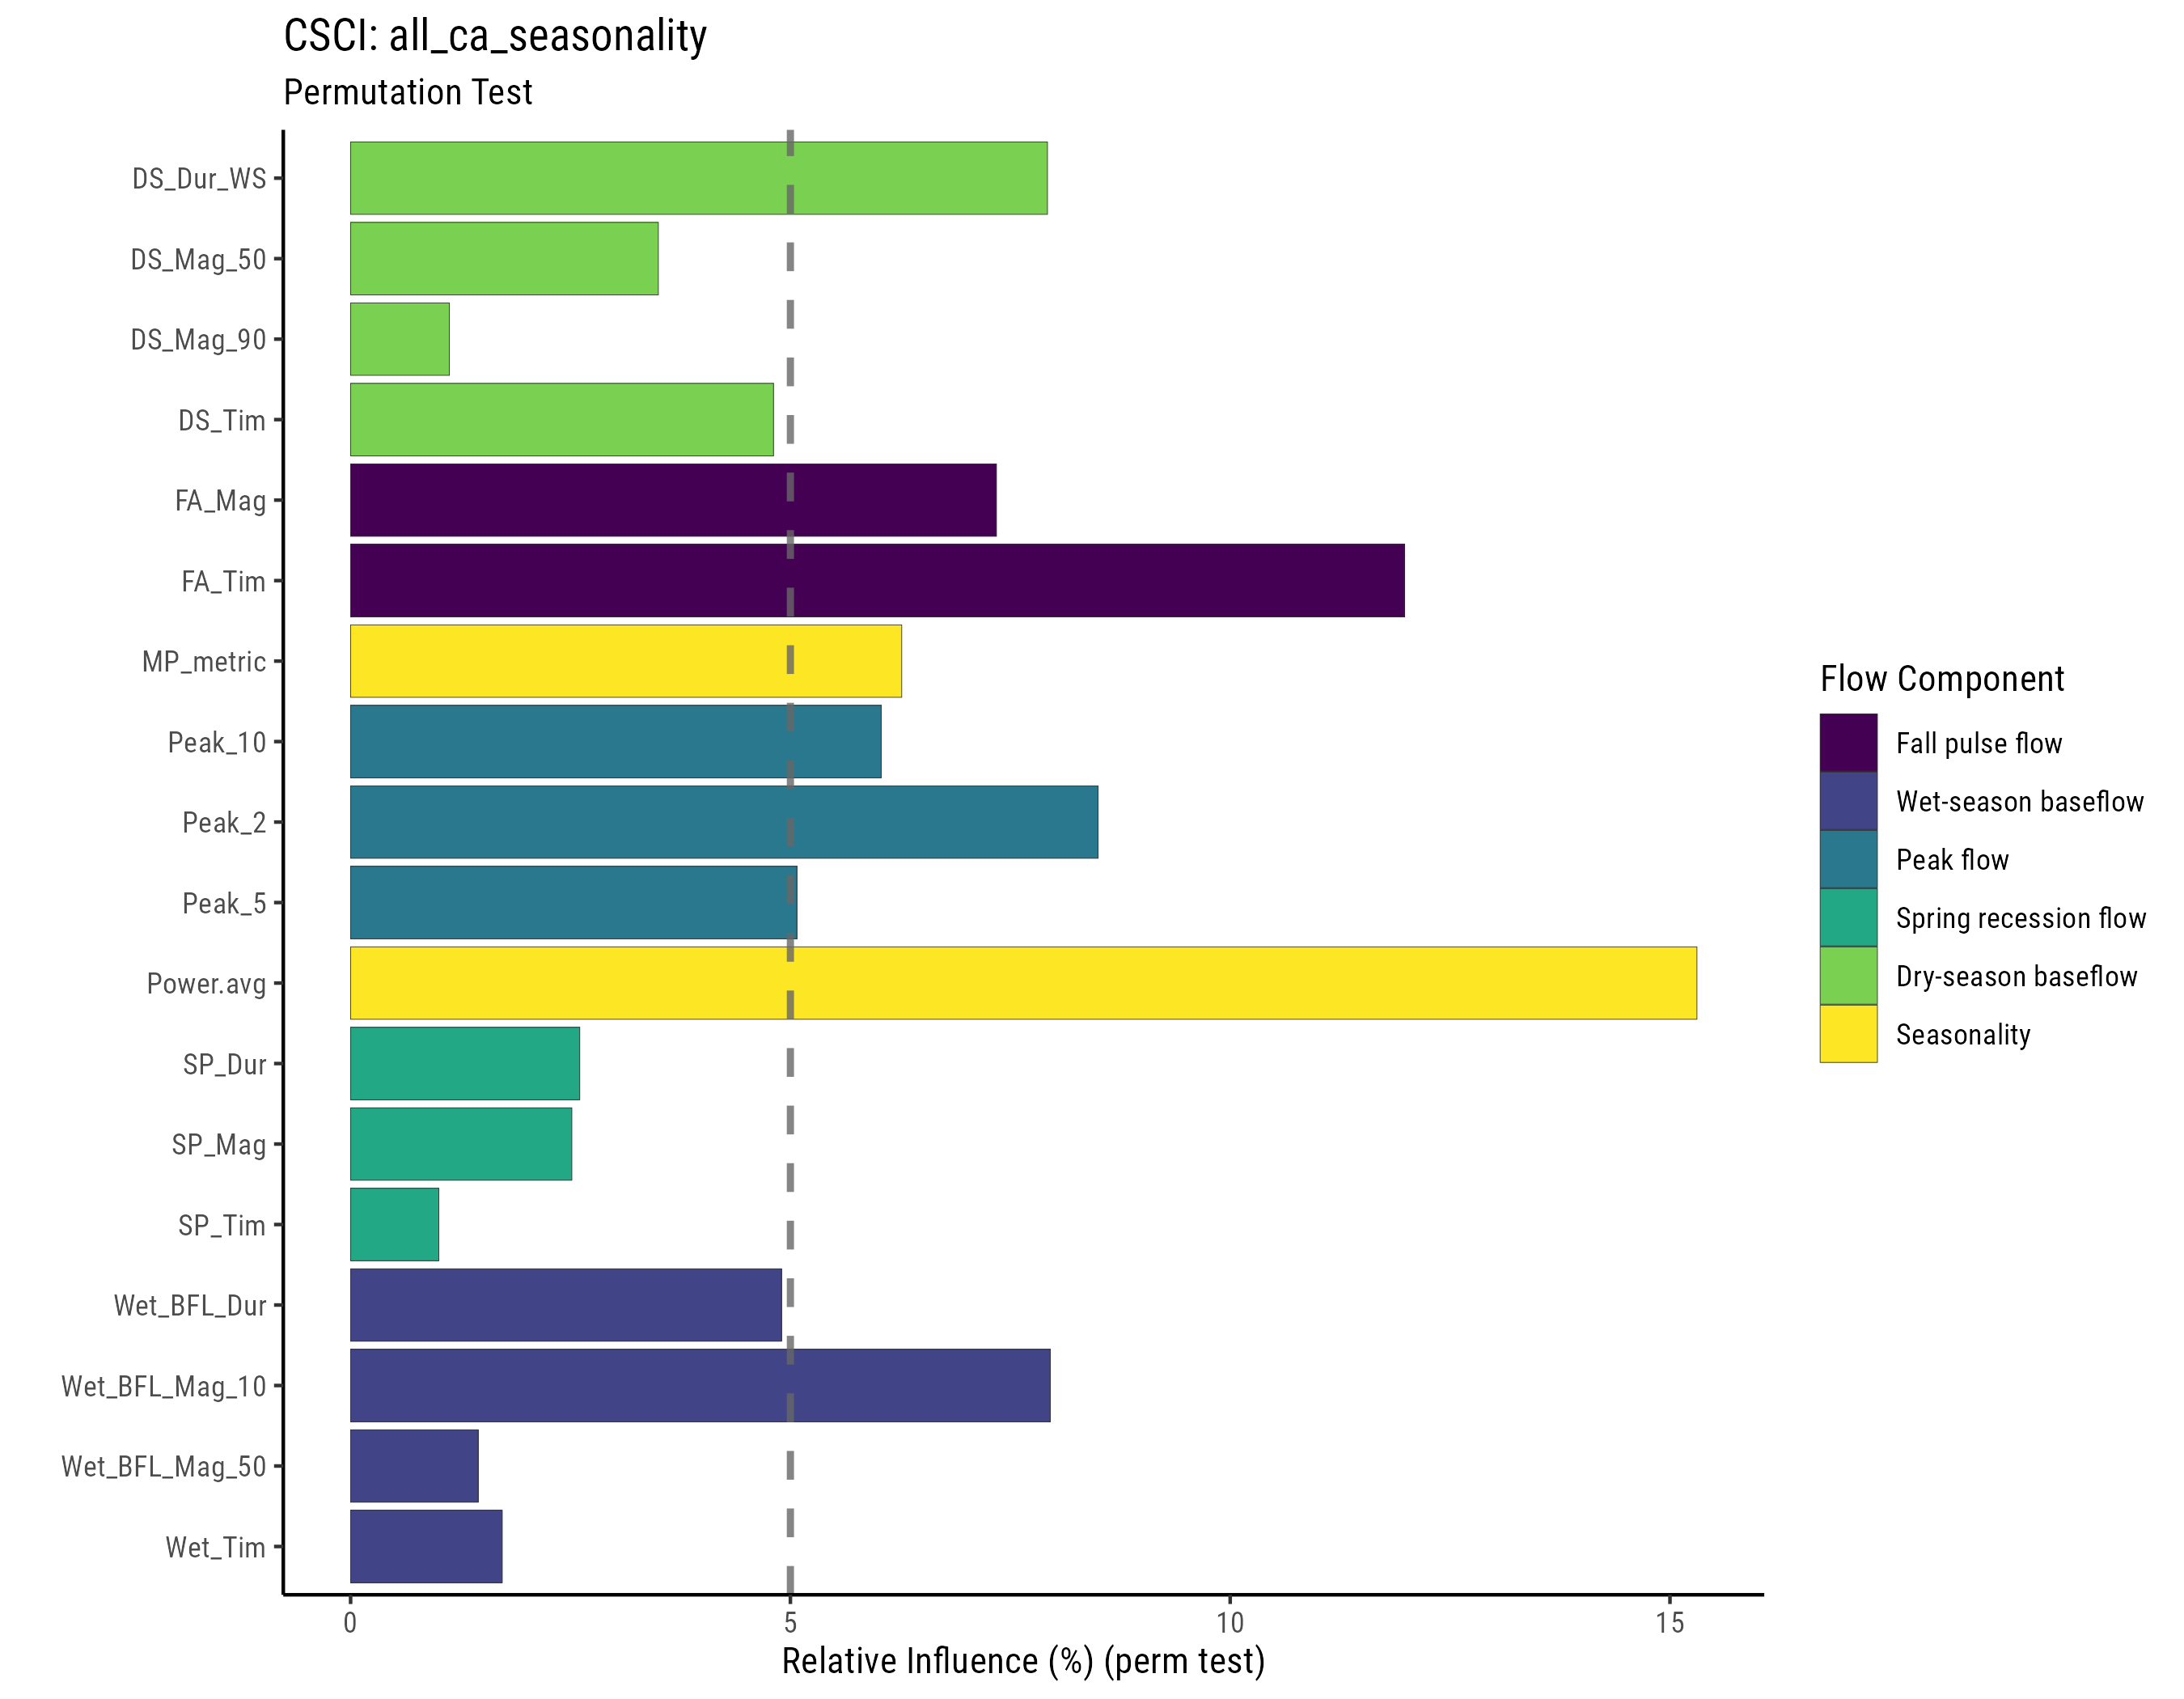 CSCI: all_ca_seasonality
Permutation Test
DS_Dur_WS
DS_Mag_50
DS_Mag_90
DS_Tim
FA_Mag
FA_Tim
MP_metric
Peak_10
Peak_2
Peak_5
Power.avg
SP_Dur
SP_Mag
SP_Tim
Wet_BFL_Dur
Wet_BFL_Mag_10
Wet_BFL_Mag_50
Wet_Tim
0 5 10 15
Relative Influence (%) (perm test)
Flow Component
Fall pulse flow
Wet-season baseflow
Peak flow
Spring recession flow
Dry-season baseflow
Seasonality